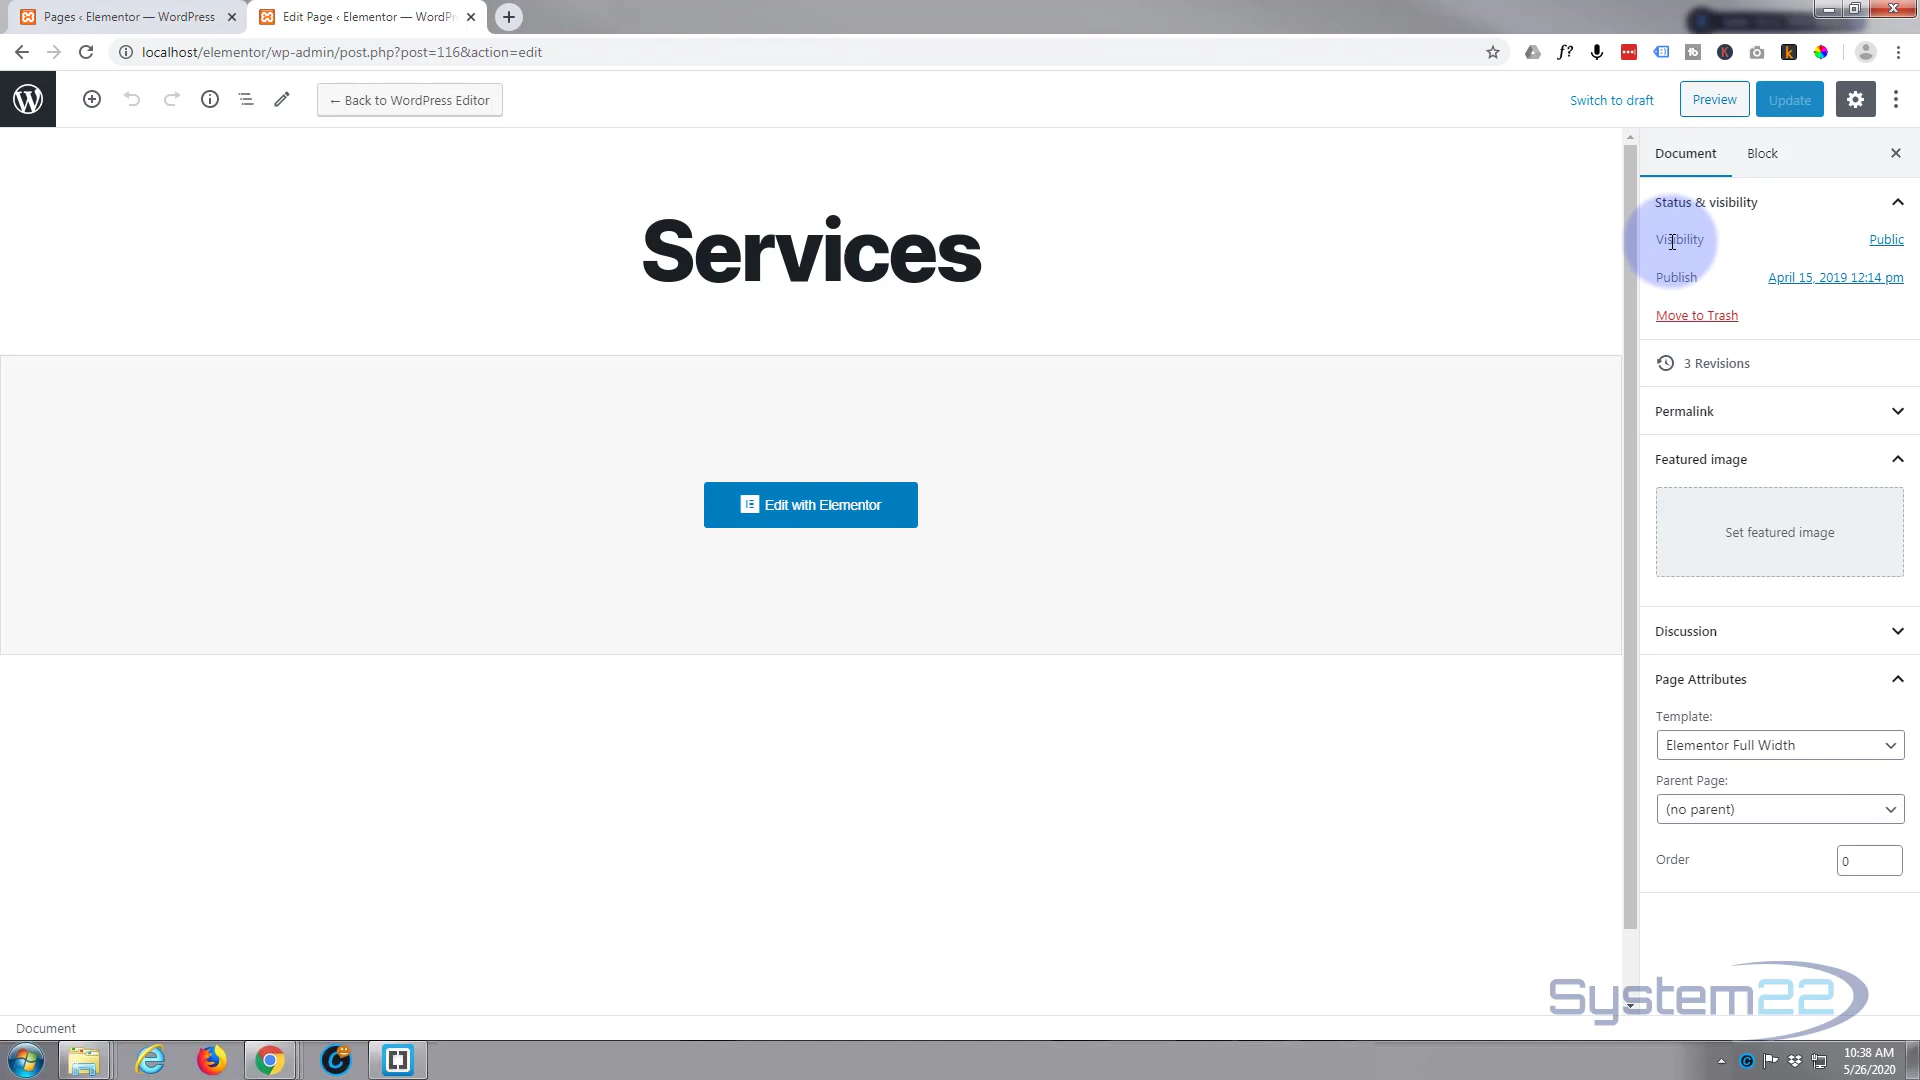 Pages ‹ Elementor — WordPress
Edit Page ‹ Elementor — WordPr
localhost/elementor/wp-admin/post.php?post=116&action=edit
← Back to WordPress Editor
Switch to draft
Preview
Update
Document
Block
Services
Status & visibility
Visibility
Public
Publish
April 15, 2019 12:14 pm
Move to Trash
3 Revisions
Permalink
Featured image
Edit with Elementor
Set featured image
Discussion
Page Attributes
Template:
Elementor Full Width
Parent Page:
(no parent)
Order
0
System22
Document
10:38 AM
5/26/2020